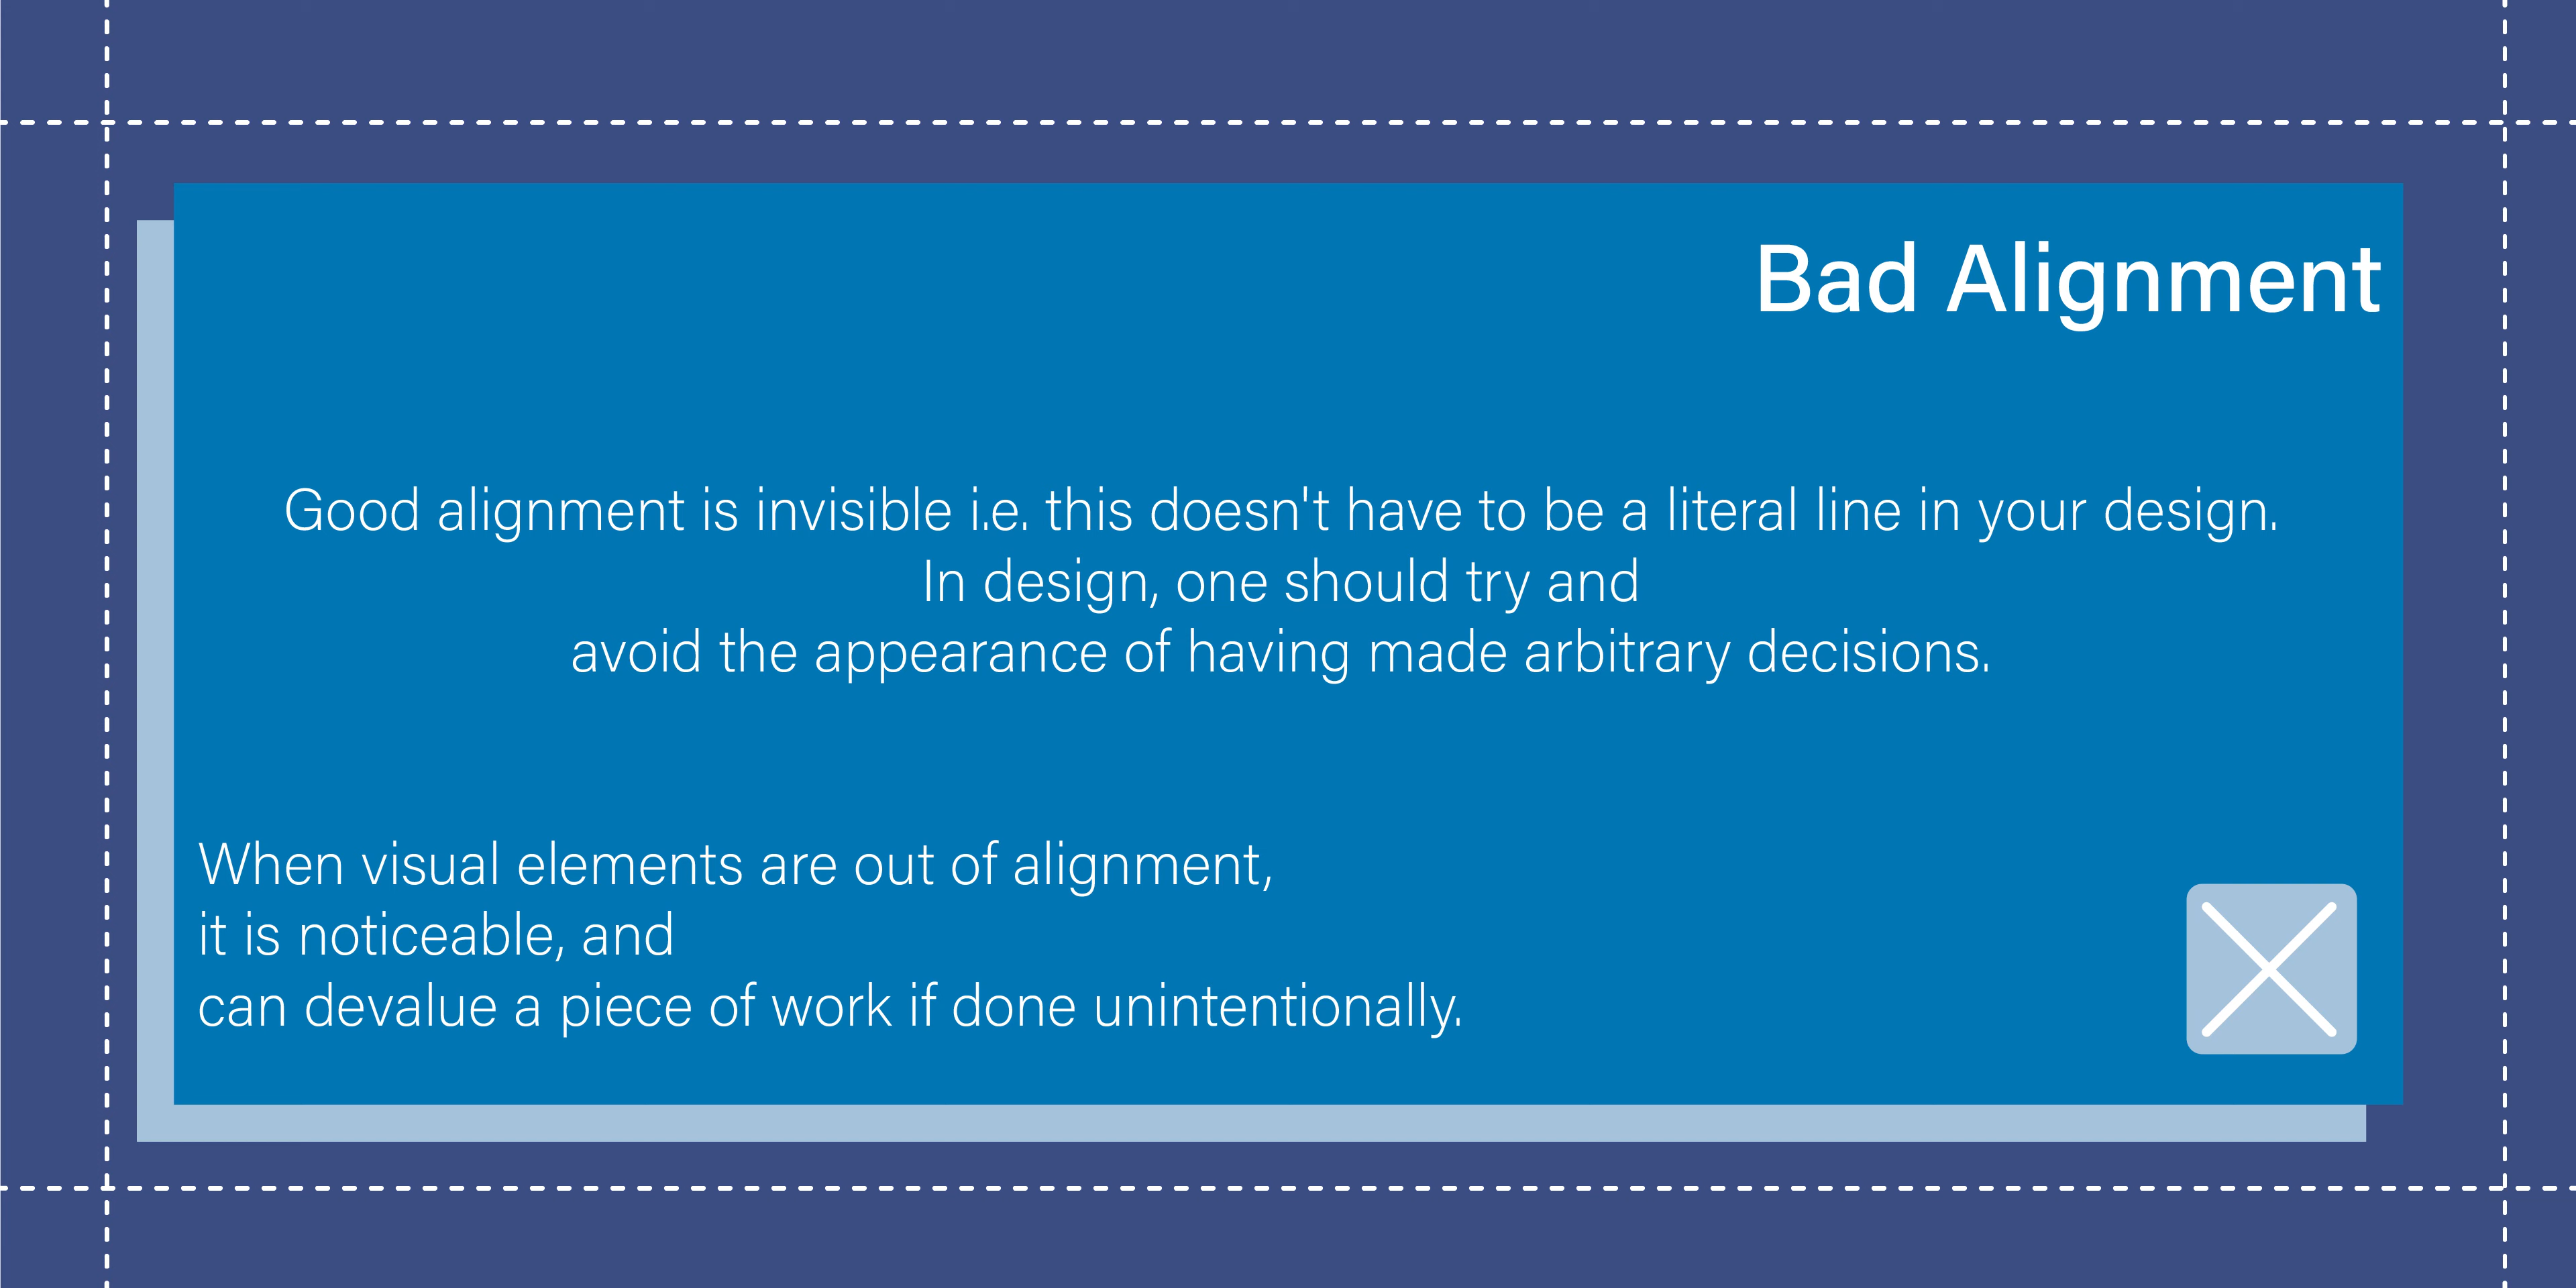 Bad Alignment
Good alignment is invisible i.e. this doesn't have to be a literal line in your design.
In design, one should try and
avoid the appearance of having made arbitrary decisions.
When visual elements are out of alignment,
it is noticeable, and
can devalue a piece of work if done unintentionally.